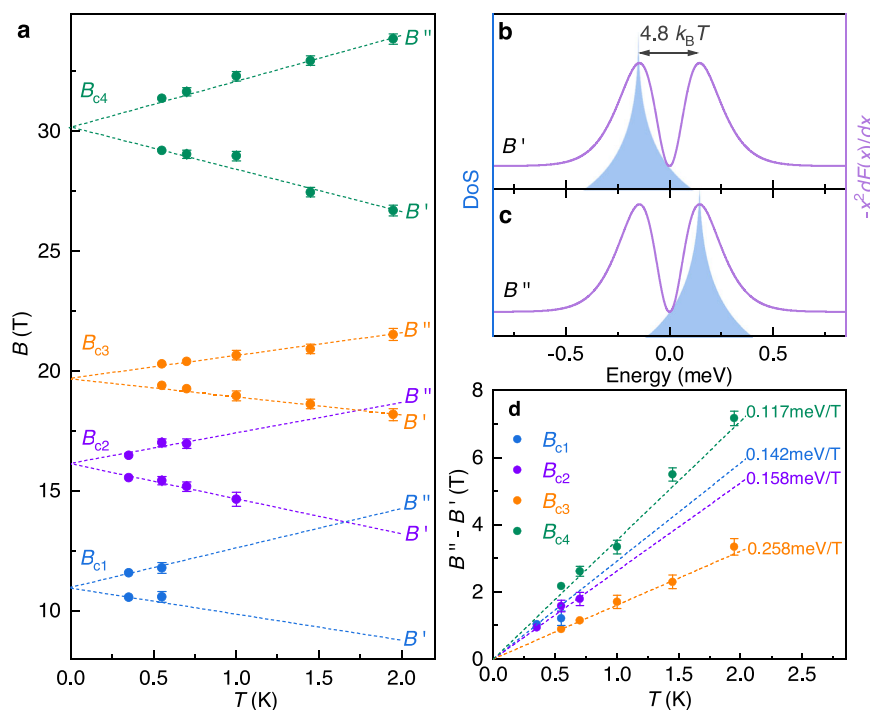 a
B"
B'
B"
B'
B"
B'
B"
B'
Bc4
Bc3
Bc2
Bc1
30
25
20
15
10
B (T)
0.0 0.5 1.0 1.5 2.0
T (K)
b
4.8 kBT
B'
c
B"
DoS
-x²dF(x)/dx
-0.5 0.0 0.5
Energy (meV)
d
Bc1
Bc2
Bc3
Bc4
0.117meV/T
0.142meV/T
0.158meV/T
0.258meV/T
8
6
4
2
0
B" - B' (T)
0.0 0.5 1.0 1.5 2.0 2.5
T (K)